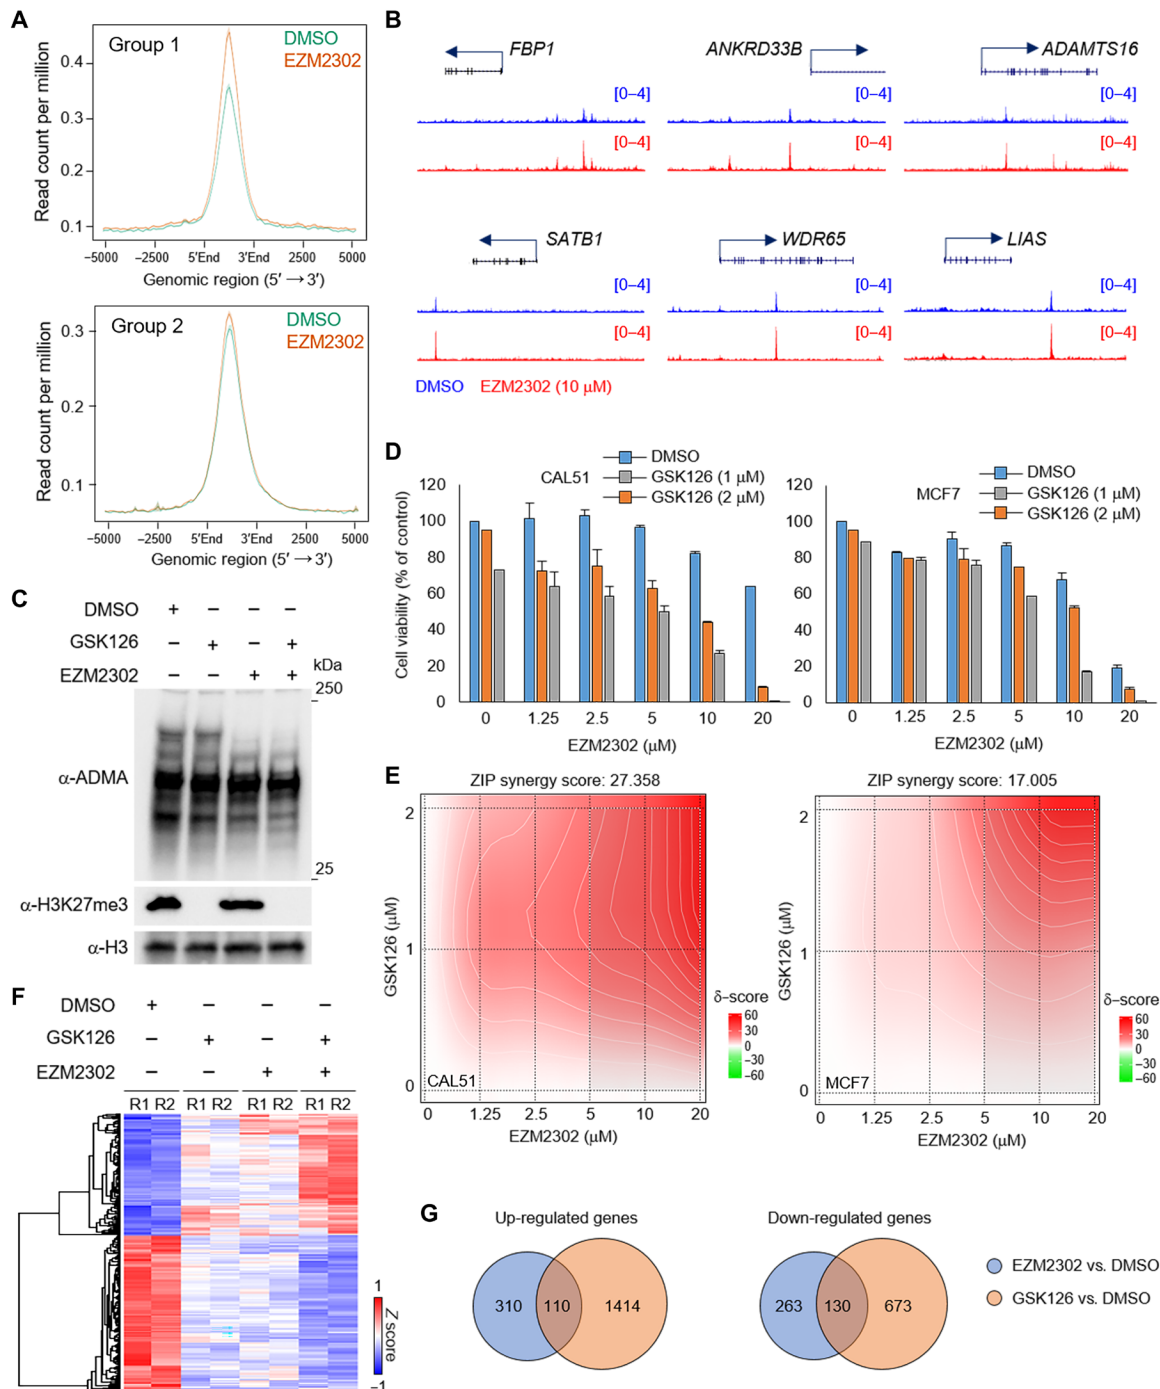 A
Group 1
DMSO
EZM2302
Read count per million
0.4
0.3
0.2
0.1
−5000 −2500 5′End 3′End 2500 5000
Genomic region (5′ → 3′)
Group 2
DMSO
EZM2302
Read count per million
0.3
0.2
0.1
−5000 −2500 5′End 3′End 2500 5000
Genomic region (5′ → 3′)
B
FBP1 ANKRD33B ADAMTS16
[0–4] [0–4] [0–4]
[0–4] [0–4] [0–4]
SATB1 WDR65 LIAS
[0–4] [0–4] [0–4]
[0–4] [0–4] [0–4]
DMSO EZM2302 (10 μM)
C
DMSO + – – –
GSK126 – + – +
EZM2302 – – + +
kDa
250
α-ADMA
25
α-H3K27me3
α-H3
D
CAL51
DMSO
GSK126 (1 μM)
GSK126 (2 μM)
Cell viability (% of control)
120
100
80
60
40
20
0
0 1.25 2.5 5 10 20
EZM2302 (μM)
MCF7
DMSO
GSK126 (1 μM)
GSK126 (2 μM)
120
100
80
60
40
20
0
0 1.25 2.5 5 10 20
EZM2302 (μM)
E
ZIP synergy score: 27.358
GSK126 (μM)
2
1
0
CAL51
0 1.25 2.5 5 10 20
EZM2302 (μM)
δ–score
60
30
0
−30
−60
ZIP synergy score: 17.005
GSK126 (μM)
2
1
0
MCF7
0 1.25 2.5 5 10 20
EZM2302 (μM)
δ–score
60
30
0
−30
−60
F
DMSO + – – –
GSK126 – + – +
EZM2302 – – + +
R1 R2 R1 R2 R1 R2 R1 R2
1
Z score
−1
G
Up-regulated genes
310 110 1414
Down-regulated genes
263 130 673
EZM2302 vs. DMSO
GSK126 vs. DMSO